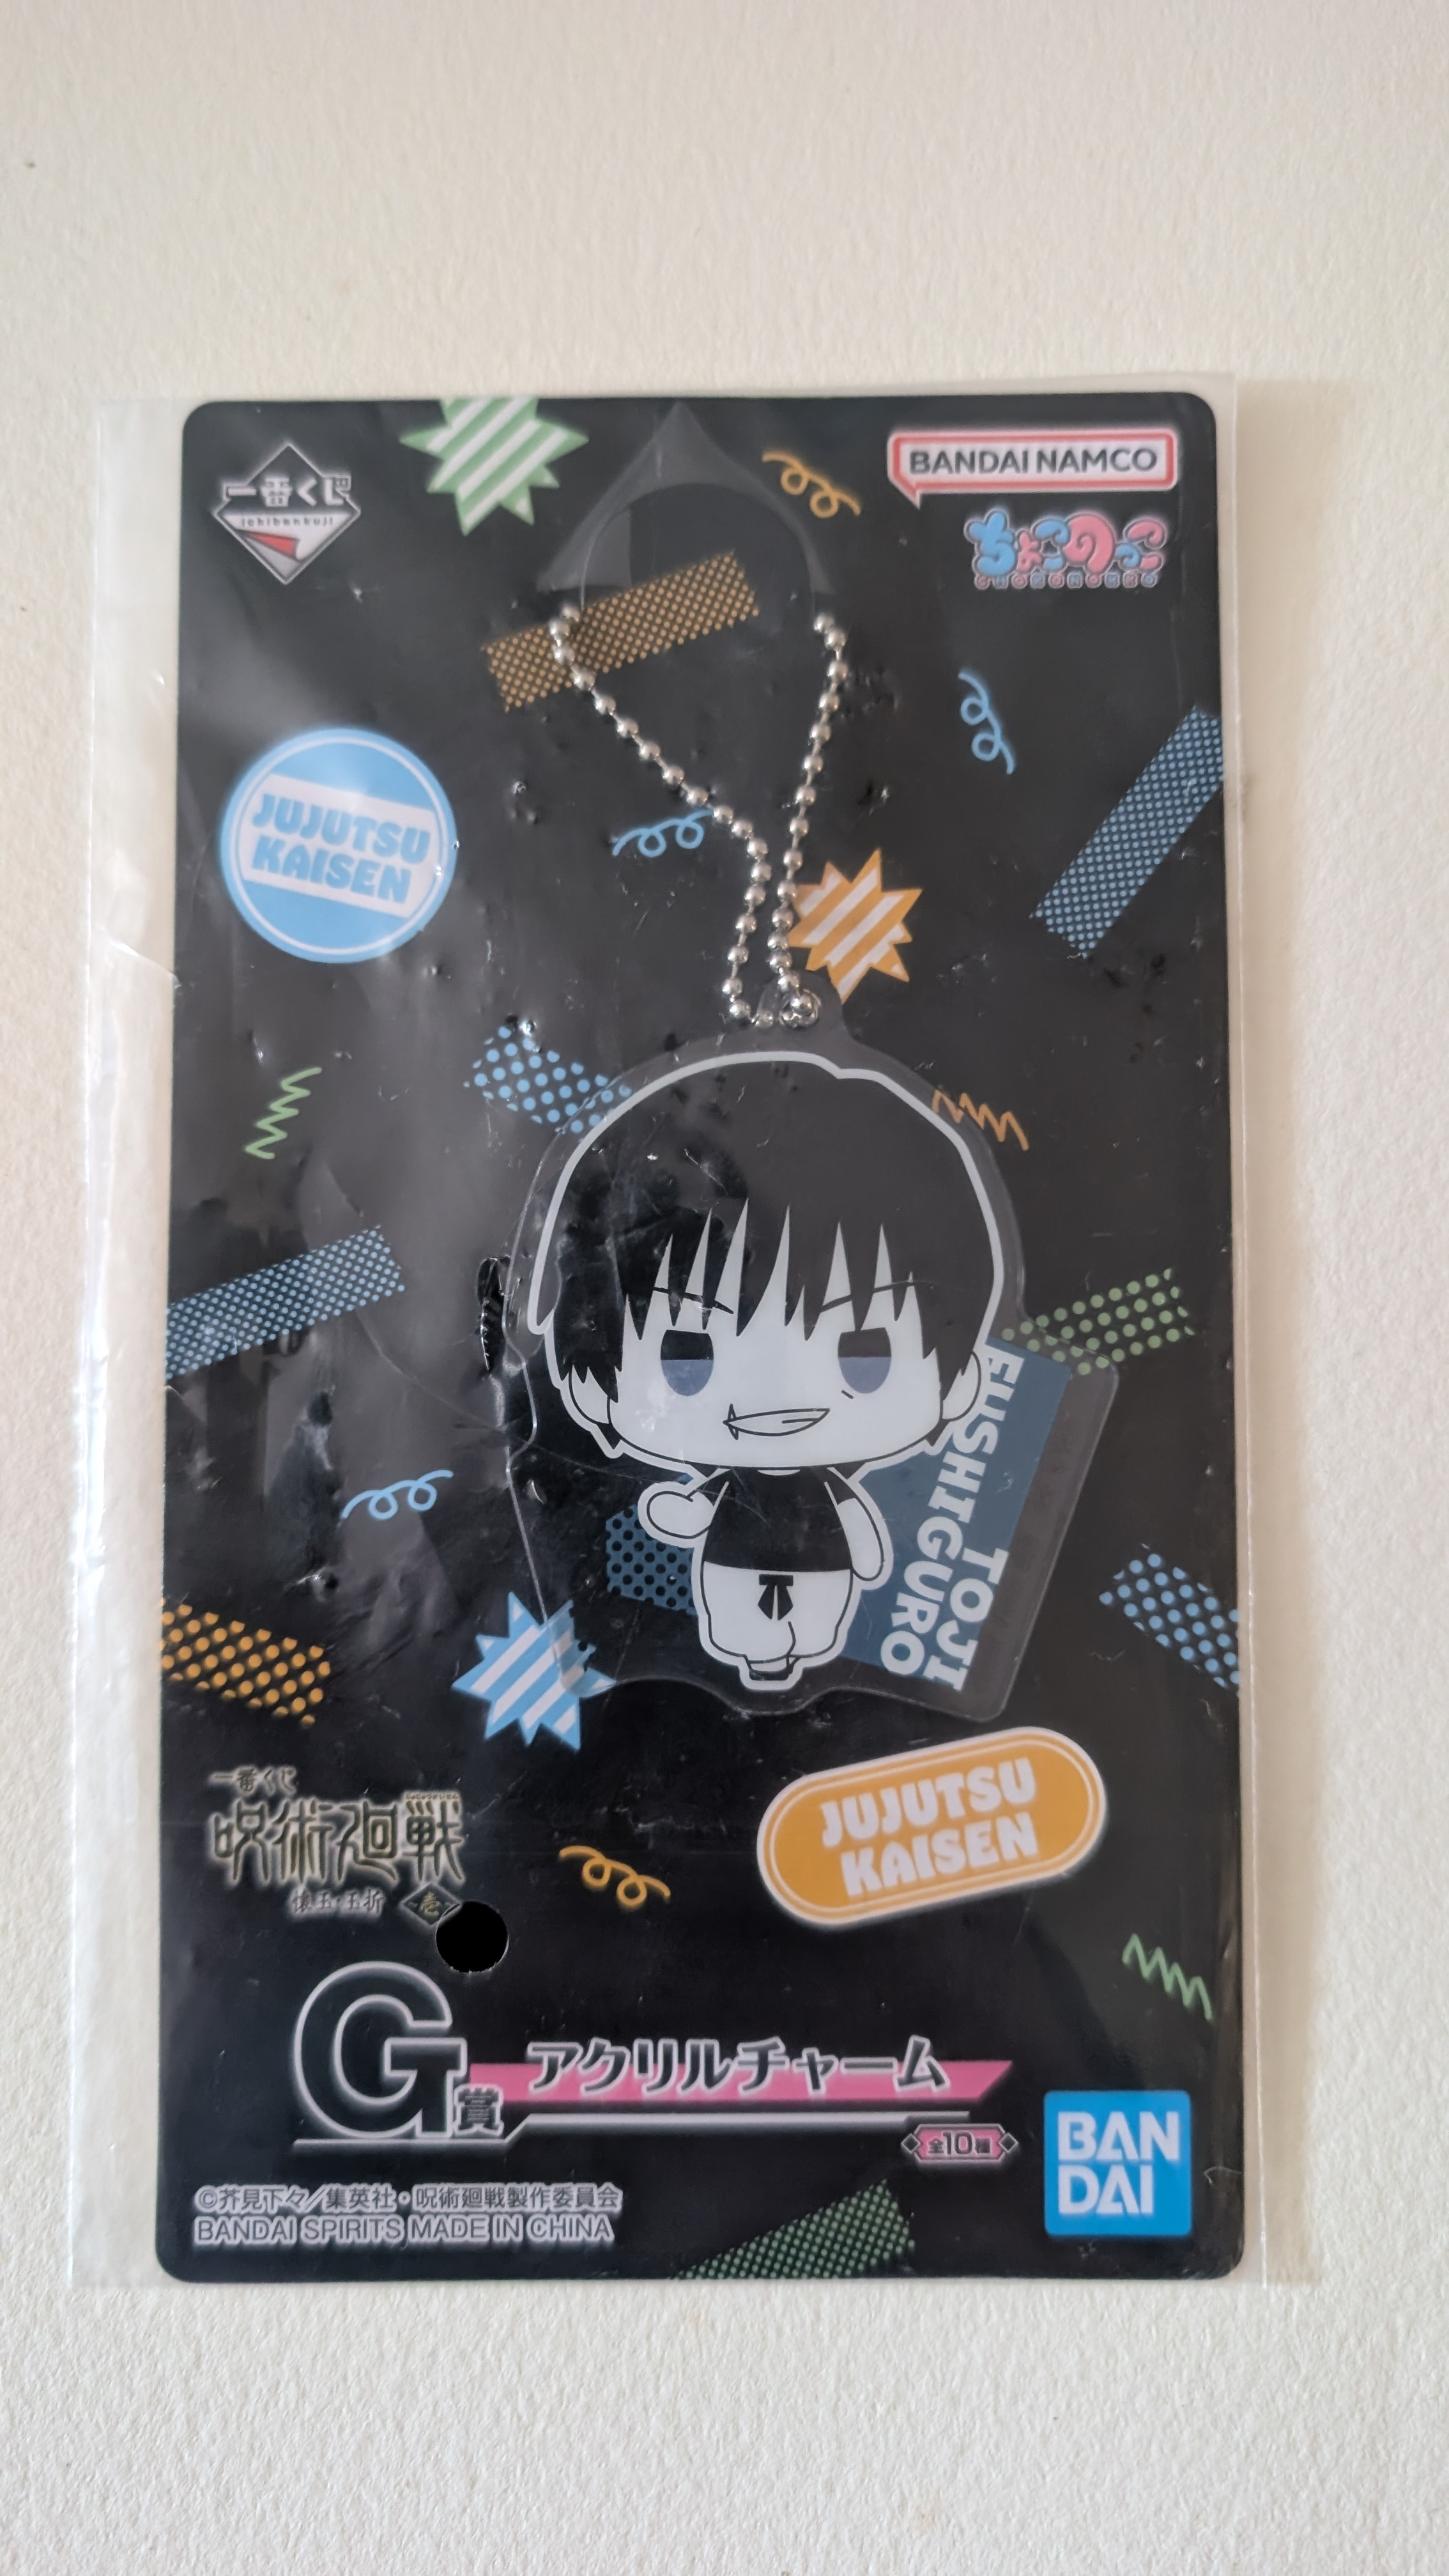 一番くじ
ichibankuji
BANDAI NAMCO
ちょこのっこ
CHOKONOKKO
JUJUTSU
KAISEN
FUSHIGURO
TOJI
JUJUTSU
KAISEN
一番くじ
呪術廻戦
懐玉・玉折
壱
G賞
アクリルチャーム
全10種
BAN
DAI
©芥見下々/集英社・呪術廻戦製作委員会
BANDAI SPIRITS MADE IN CHINA